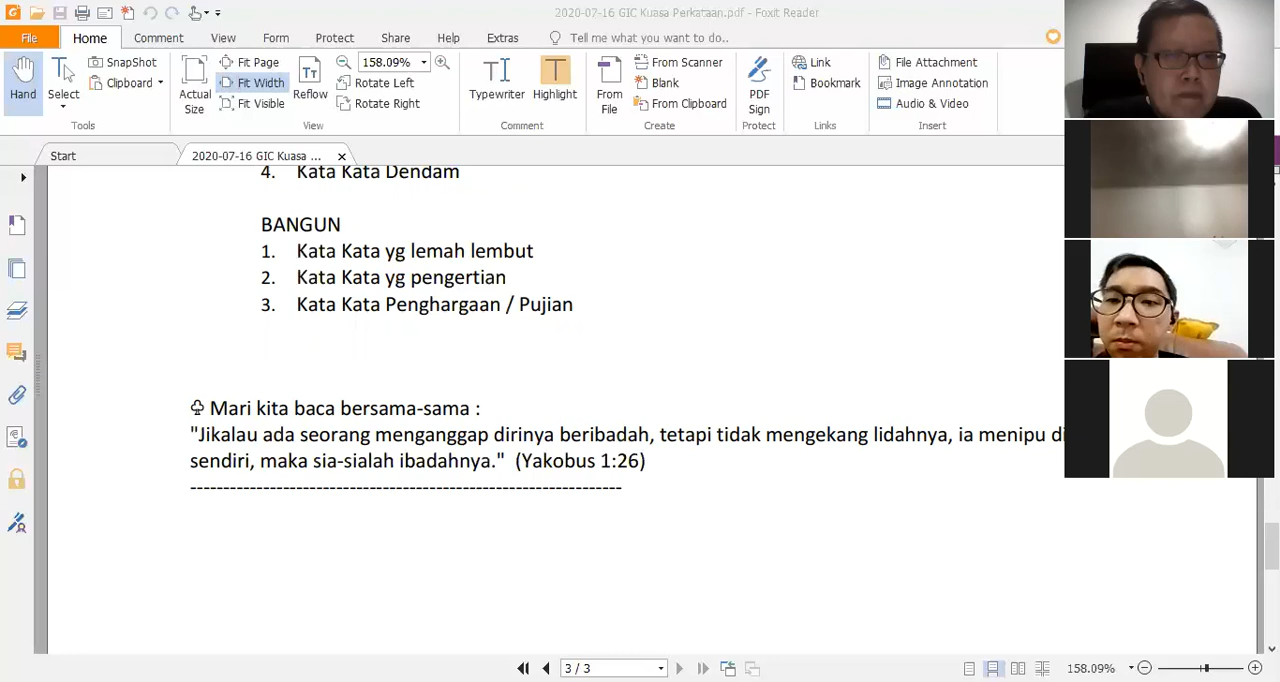 2020-07-16 GIC Kuasa Perkataan.pdf - Foxit Reader
File Home Comment View Form Protect Share Help Extras Tell me what you want to do..
Hand
Select
SnapShot
Clipboard
Tools
Actual Size
Fit Page
Fit Width
Fit Visible
Reflow
158.09%
Rotate Left
Rotate Right
View
Typewriter
Highlight
Comment
From File
From Scanner
Blank
From Clipboard
Create
PDF Sign
Protect
Link
Bookmark
Links
File Attachment
Image Annotation
Audio & Video
Insert
Start
2020-07-16 GIC Kuasa ...
4. Kata Kata Dendam
BANGUN
1. Kata Kata yg lemah lembut
2. Kata Kata yg pengertian
3. Kata Kata Penghargaan / Pujian
♧ Mari kita baca bersama-sama :
"Jikalau ada seorang menganggap dirinya beribadah, tetapi tidak mengekang lidahnya, ia menipu di
sendiri, maka sia-sialah ibadahnya." (Yakobus 1:26)
-----------------------------------------------------------------
3 / 3
158.09%